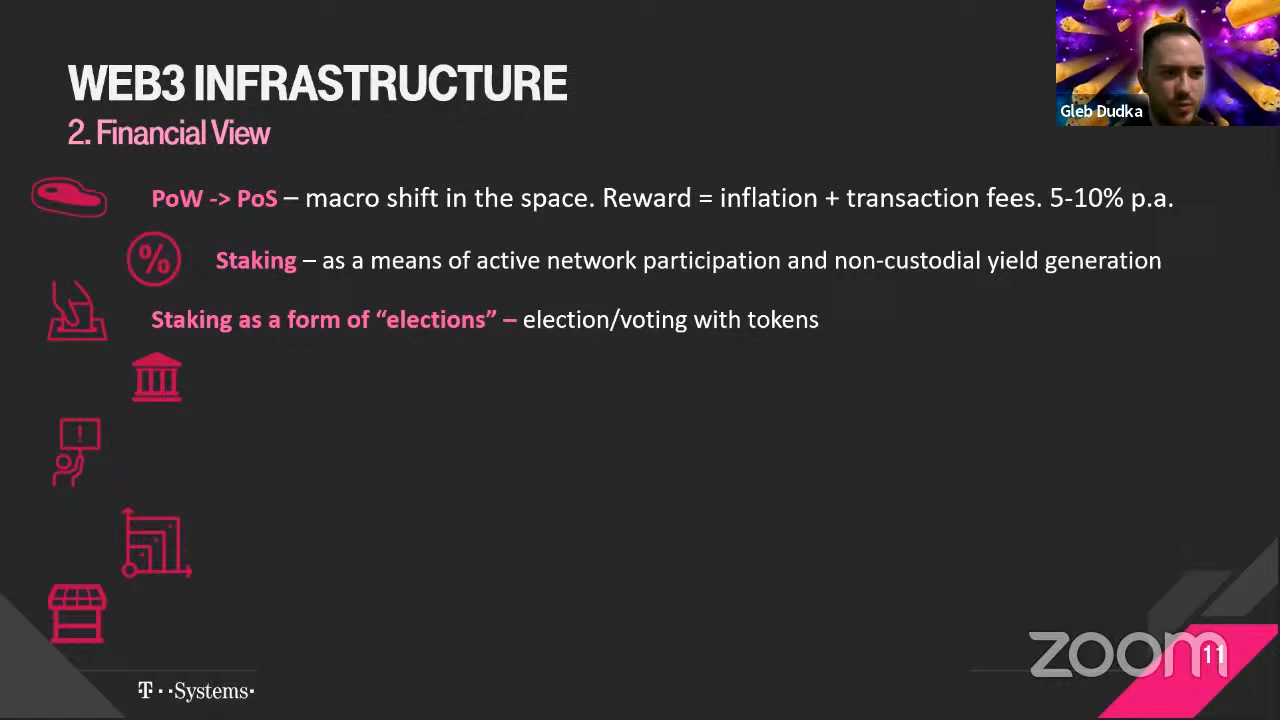 WEB3 INFRASTRUCTURE
2. Financial View
Gleb Dudka
PoW -> PoS – macro shift in the space. Reward = inflation + transaction fees. 5-10% p.a.
%
Staking – as a means of active network participation and non-custodial yield generation
Staking as a form of “elections” – election/voting with tokens
!
zoom
11
T··Systems·